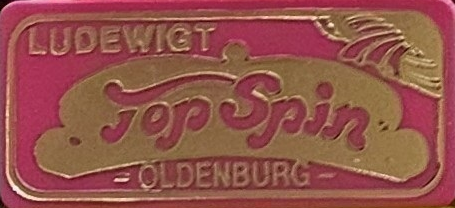 LUDEWIGT
Top Spin
- OLDENBURG -